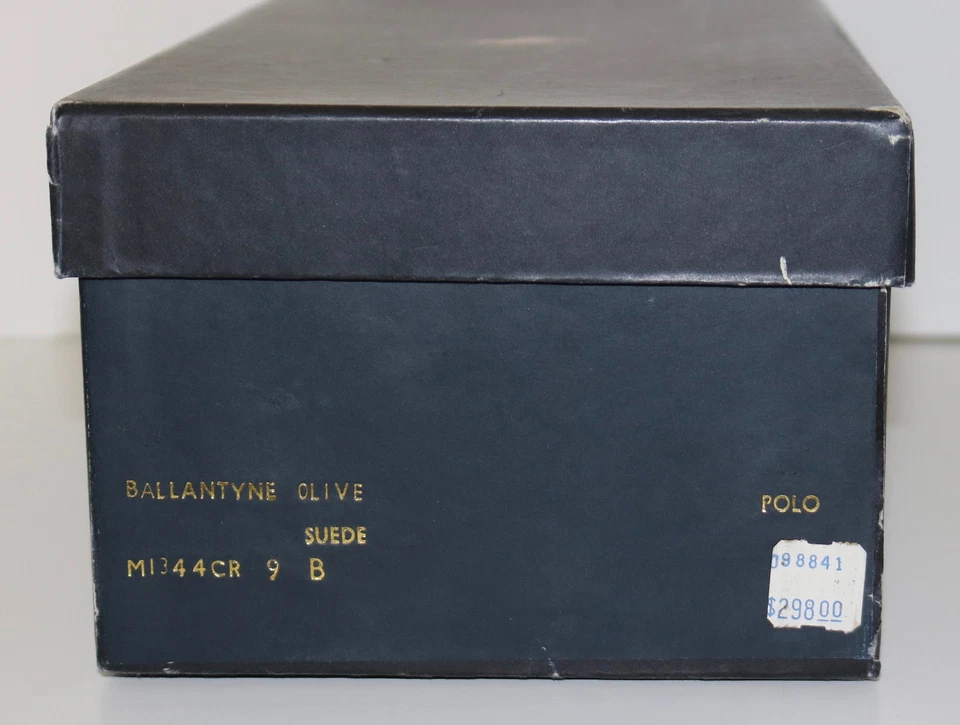 BALLANTYNE OLIVE
SUEDE
M1344CR 9 B
POLO
098841
$298.00